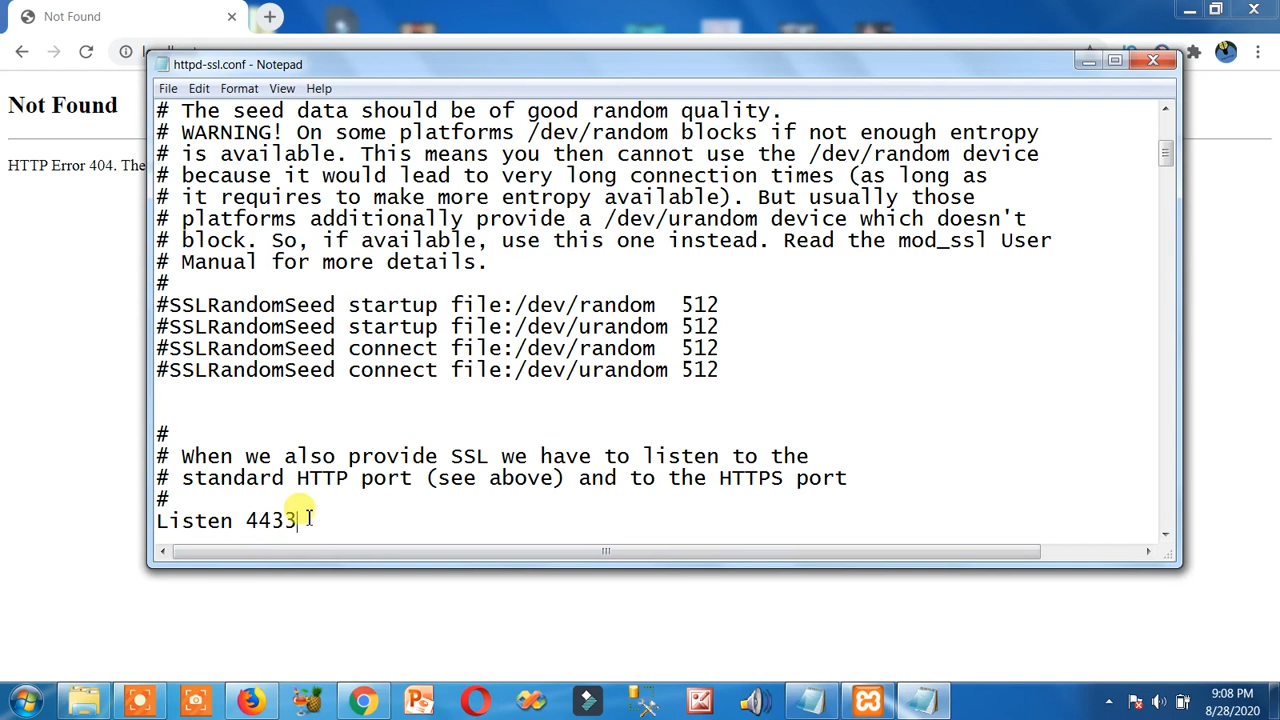 Not Found
httpd-ssl.conf - Notepad
File Edit Format View Help
# The seed data should be of good random quality.
# WARNING! On some platforms /dev/random blocks if not enough entropy
# is available. This means you then cannot use the /dev/random device
# because it would lead to very long connection times (as long as
# it requires to make more entropy available). But usually those
# platforms additionally provide a /dev/urandom device which doesn't
# block. So, if available, use this one instead. Read the mod_ssl User
# Manual for more details.
#
#SSLRandomSeed startup file:/dev/random 512
#SSLRandomSeed startup file:/dev/urandom 512
#SSLRandomSeed connect file:/dev/random 512
#SSLRandomSeed connect file:/dev/urandom 512
#
# When we also provide SSL we have to listen to the
# standard HTTP port (see above) and to the HTTPS port
#
Listen 4433
Not Found
HTTP Error 404. The
9:08 PM
8/28/2020